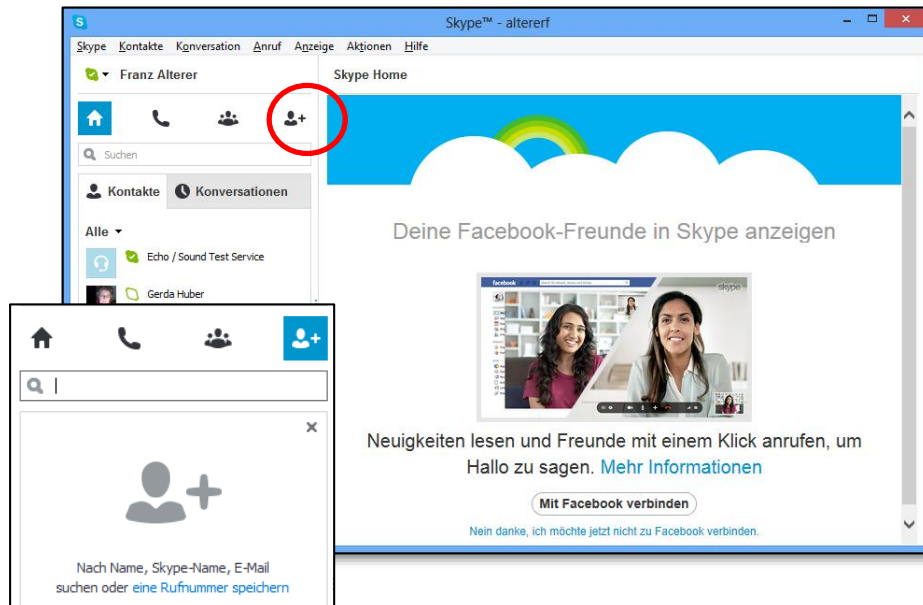 Skype™ - altererf
Skype Kontakte Konversation Anruf Anzeige Aktionen Hilfe
Franz Alterer
Skype Home
Suchen
Kontakte Konversationen
Alle
Echo / Sound Test Service
Gerda Huber
Deine Facebook-Freunde in Skype anzeigen
facebook
skype
Neuigkeiten lesen und Freunde mit einem Klick anrufen, um
Hallo zu sagen. Mehr Informationen
Mit Facebook verbinden
Nein danke, ich möchte jetzt nicht zu Facebook verbinden.
Nach Name, Skype-Name, E-Mail
suchen oder eine Rufnummer speichern